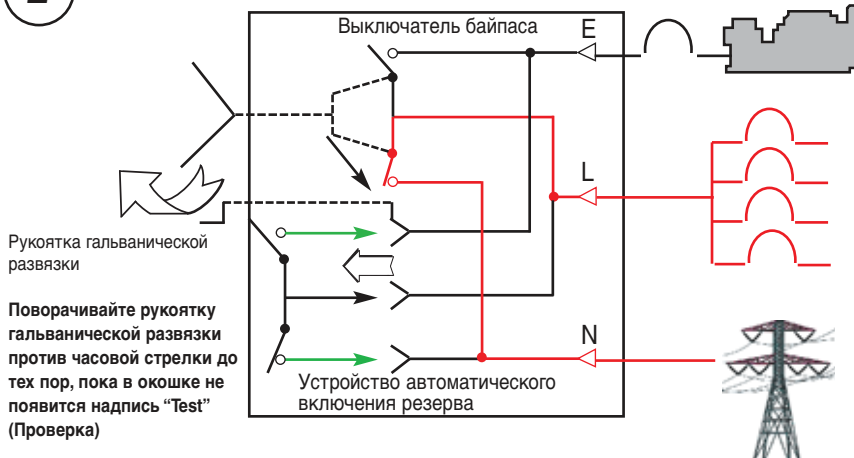 2
Выключатель байпаса
E
L
Рукоятка гальванической
развязки
Поворачивайте рукоятку
гальванической развязки
против часовой стрелки до
тех пор, пока в окошке не
появится надпись “Test”
(Проверка)
N
Устройство автоматического
включения резерва